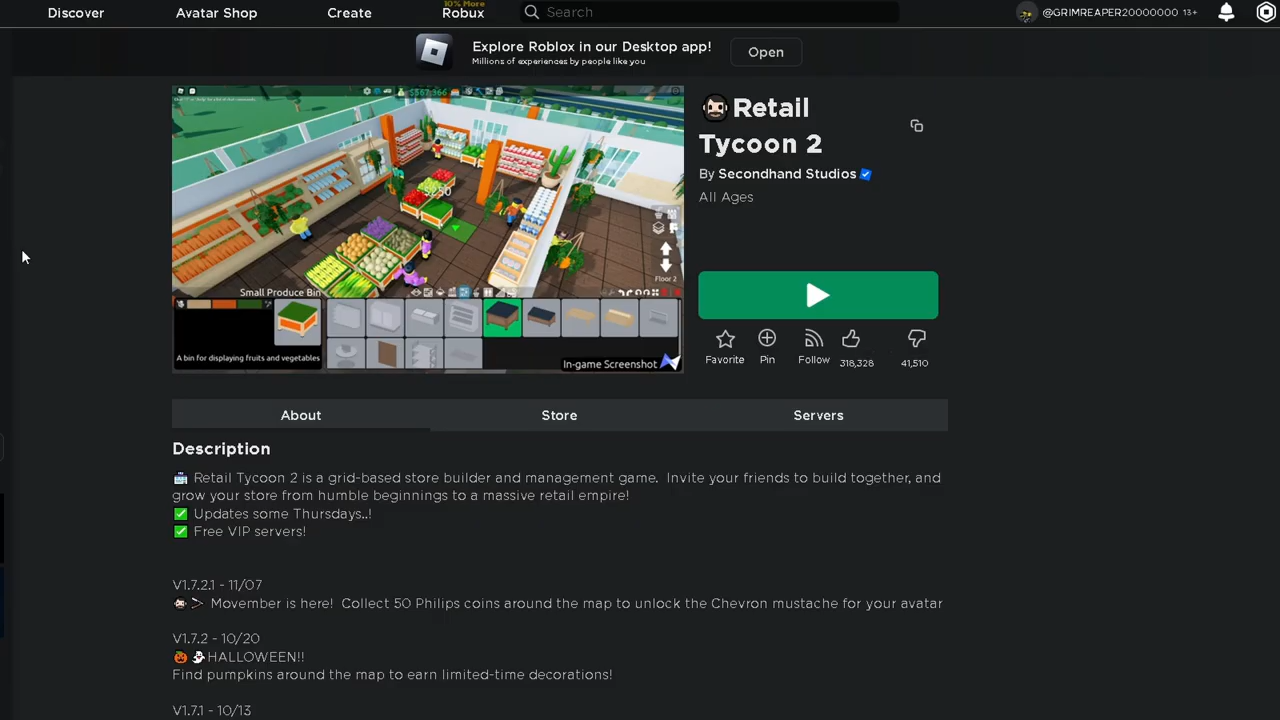 Discover
Avatar Shop
Create
10% More
Robux
Search
@GRIMREAPER20000000 13+
Explore Roblox in our Desktop app!
Millions of experiences by people like you
Open
Retail
Tycoon 2
By Secondhand Studios
All Ages
Floor 2
Small Produce Bin
A bin for displaying fruits and vegetables
In-game Screenshot
Favorite
Pin
Follow
318,328
41,510
About
Store
Servers
Description
Retail Tycoon 2 is a grid-based store builder and management game. Invite your friends to build together, and
grow your store from humble beginnings to a massive retail empire!
Updates some Thursdays..!
Free VIP servers!
V1.7.2.1 - 11/07
Movember is here! Collect 50 Philips coins around the map to unlock the Chevron mustache for your avatar
V1.7.2 - 10/20
HALLOWEEN!!
Find pumpkins around the map to earn limited-time decorations!
V1.7.1 - 10/13